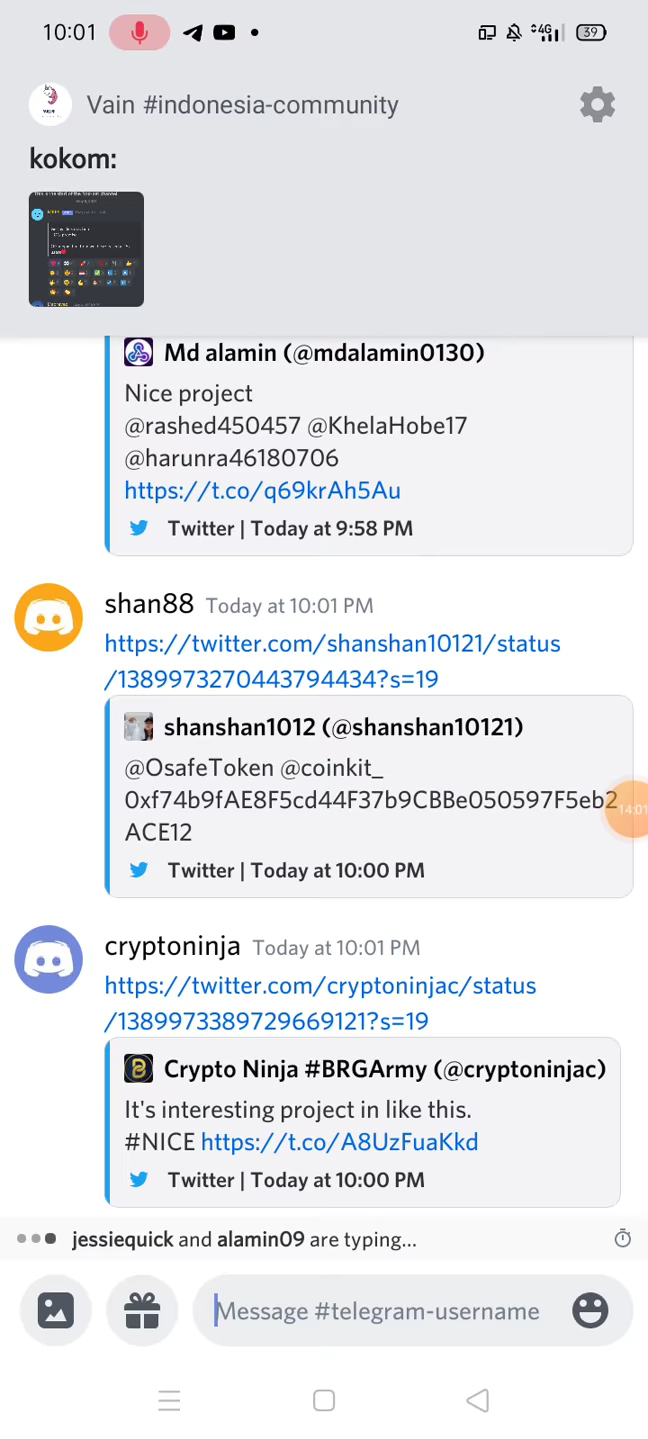 10:01
4G
39
Vain #indonesia-community
kokom:
Md alamin (@mdalamin0130)
Nice project
@rashed450457 @KhelaHobe17
@harunra46180706
https://t.co/q69krAh5Au
Twitter | Today at 9:58 PM
shan88 Today at 10:01 PM
https://twitter.com/shanshan10121/status
/1389973270443794434?s=19
shanshan1012 (@shanshan10121)
@OsafeToken @coinkit_
0xf74b9fAE8F5cd44F37b9CBBe050597F5eb2
ACE12
14:01
Twitter | Today at 10:00 PM
cryptoninja Today at 10:01 PM
https://twitter.com/cryptoninjac/status
/1389973389729669121?s=19
Crypto Ninja #BRGArmy (@cryptoninjac)
It's interesting project in like this.
#NICE https://t.co/A8UzFuaKkd
Twitter | Today at 10:00 PM
jessiequick and alamin09 are typing...
Message #telegram-username